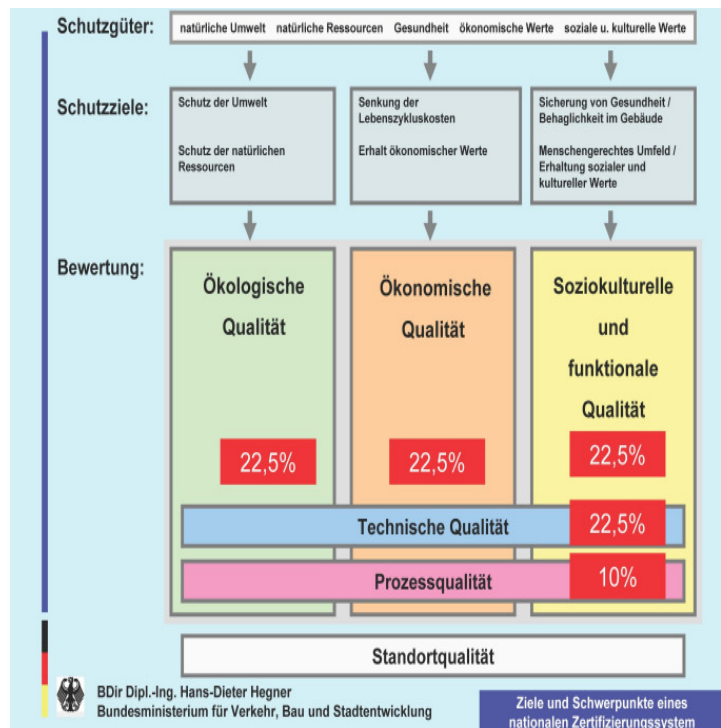 Schutzgüter:
natürliche Umwelt natürliche Ressourcen Gesundheit ökonomische Werte soziale u. kulturelle Werte
Schutzziele:
Schutz der Umwelt
Schutz der natürlichen
Ressourcen
Senkung der
Lebenszykluskosten
Erhalt ökonomischer Werte
Sicherung von Gesundheit /
Behaglichkeit im Gebäude
Menschengerechtes Umfeld /
Erhaltung sozialer und
kultureller Werte
Bewertung:
Ökologische
Qualität
22,5%
Ökonomische
Qualität
22,5%
Soziokulturelle
und
funktionale
Qualität
22,5%
Technische Qualität 22,5%
Prozessqualität 10%
Standortqualität
BDir Dipl.-Ing. Hans-Dieter Hegner
Bundesministerium für Verkehr, Bau und Stadtentwicklung
Ziele und Schwerpunkte eines
nationalen Zertifizierungssystem